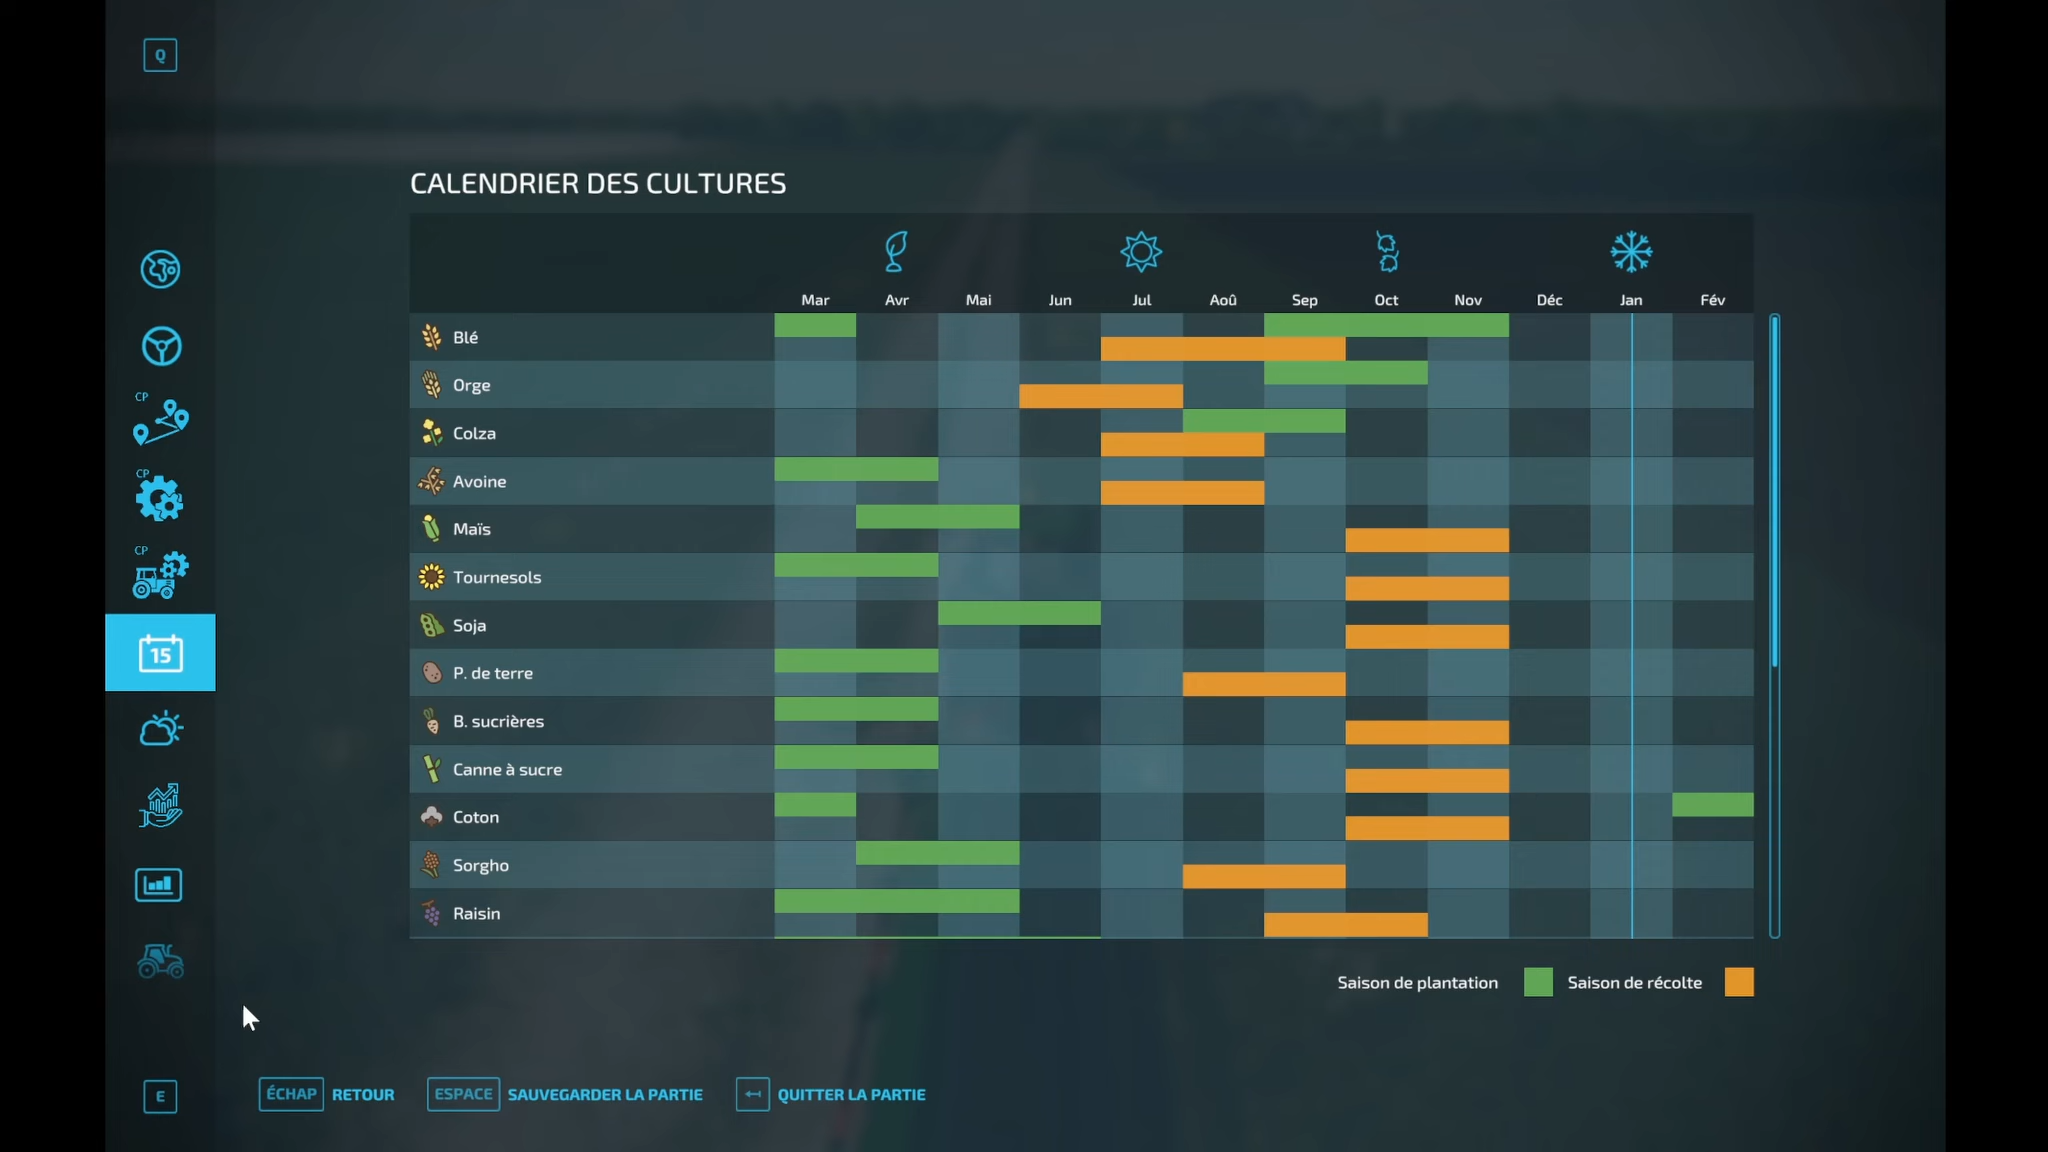 Q
CALENDRIER DES CULTURES
Mar Avr Mai Jun Jul Aoû Sep Oct Nov Déc Jan Fév
Blé
Orge
CP
Colza
CP
Avoine
Maïs
CP
Tournesols
Soja
15
P. de terre
B. sucrières
Canne à sucre
Coton
Sorgho
Raisin
Saison de plantation Saison de récolte
E
ÉCHAP RETOUR ESPACE SAUVEGARDER LA PARTIE QUITTER LA PARTIE